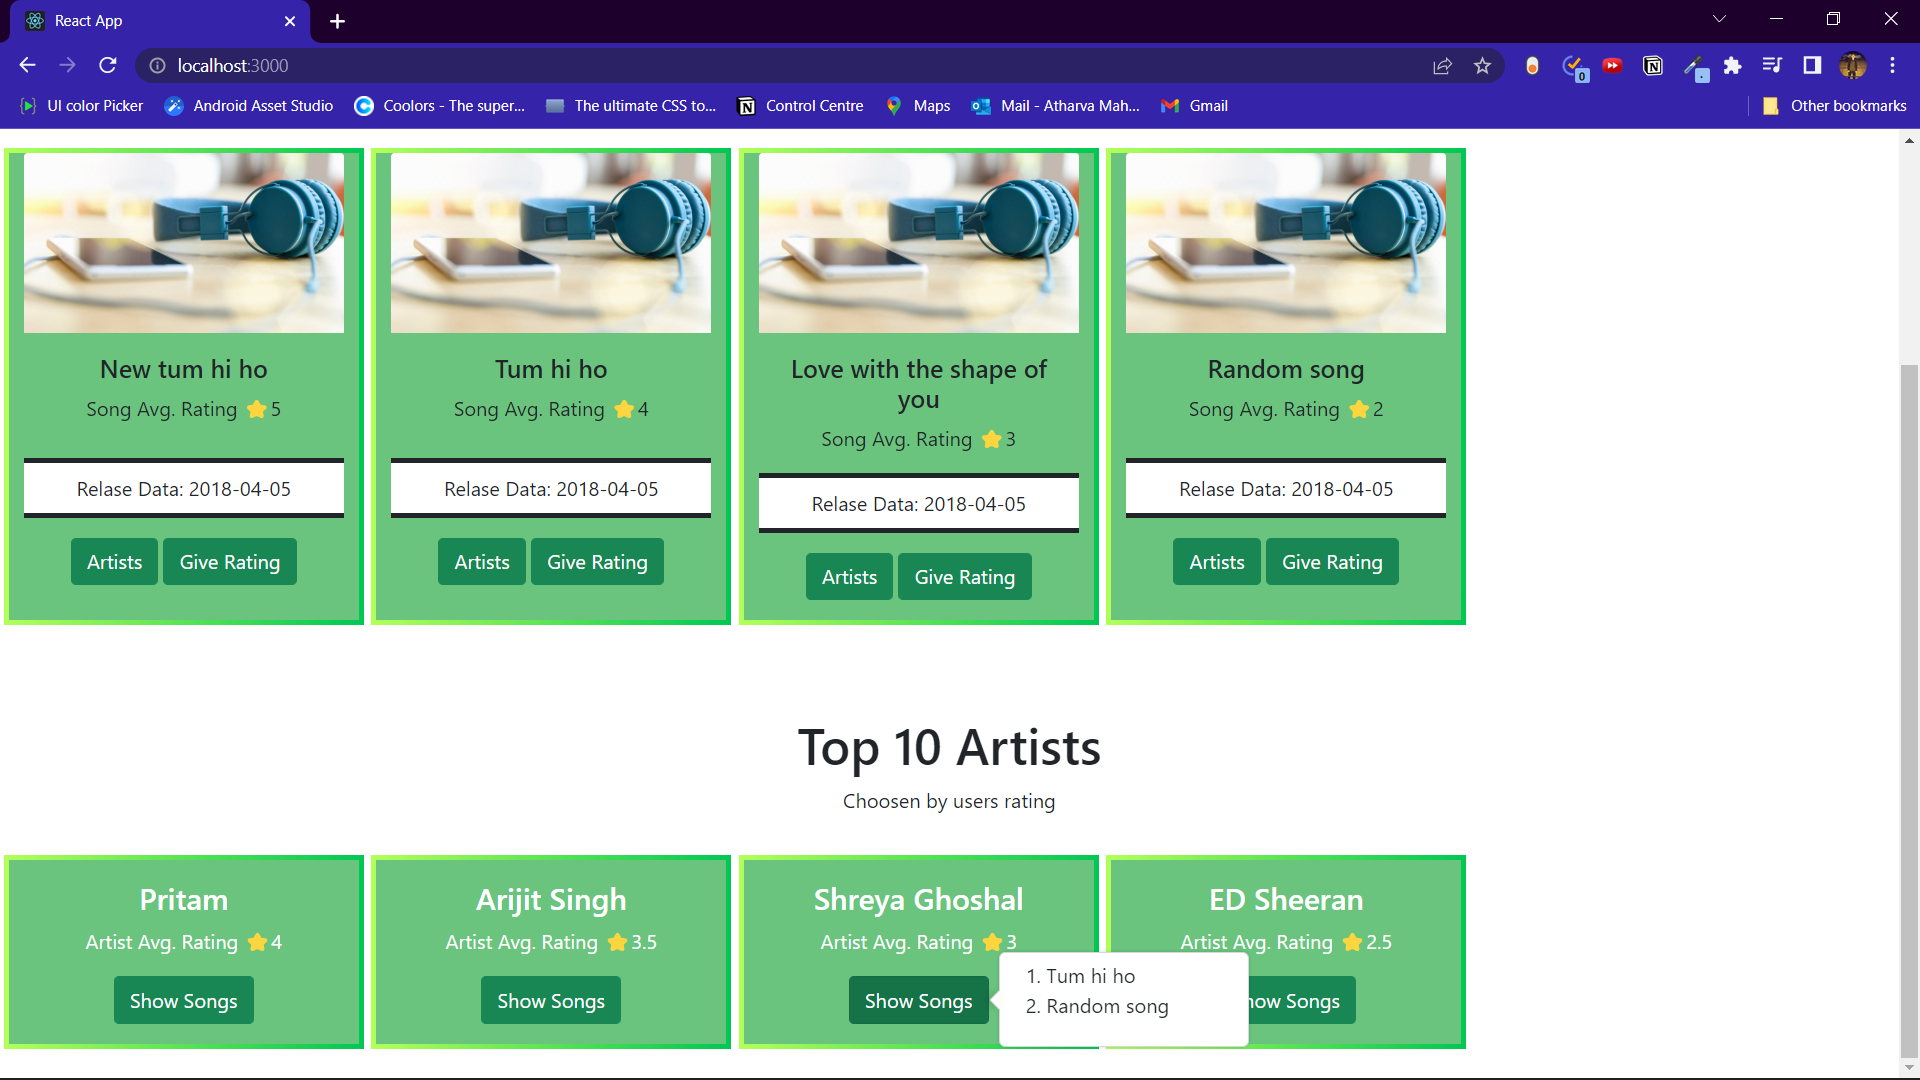 React App
localhost:3000
0
UI color Picker
Android Asset Studio
Coolors - The super...
The ultimate CSS to...
Control Centre
Maps
Mail - Atharva Mah...
Gmail
Other bookmarks
New tum hi ho
Song Avg. Rating ⭐5
Relase Data: 2018-04-05
Artists
Give Rating
Tum hi ho
Song Avg. Rating ⭐4
Relase Data: 2018-04-05
Artists
Give Rating
Love with the shape of
you
Song Avg. Rating ⭐3
Relase Data: 2018-04-05
Artists
Give Rating
Random song
Song Avg. Rating ⭐2
Relase Data: 2018-04-05
Artists
Give Rating
Top 10 Artists
Choosen by users rating
Pritam
Artist Avg. Rating ⭐4
Show Songs
Arijit Singh
Artist Avg. Rating ⭐3.5
Show Songs
Shreya Ghoshal
Artist Avg. Rating ⭐3
Show Songs
1. Tum hi ho
2. Random song
ED Sheeran
Artist Avg. Rating ⭐2.5
how Songs